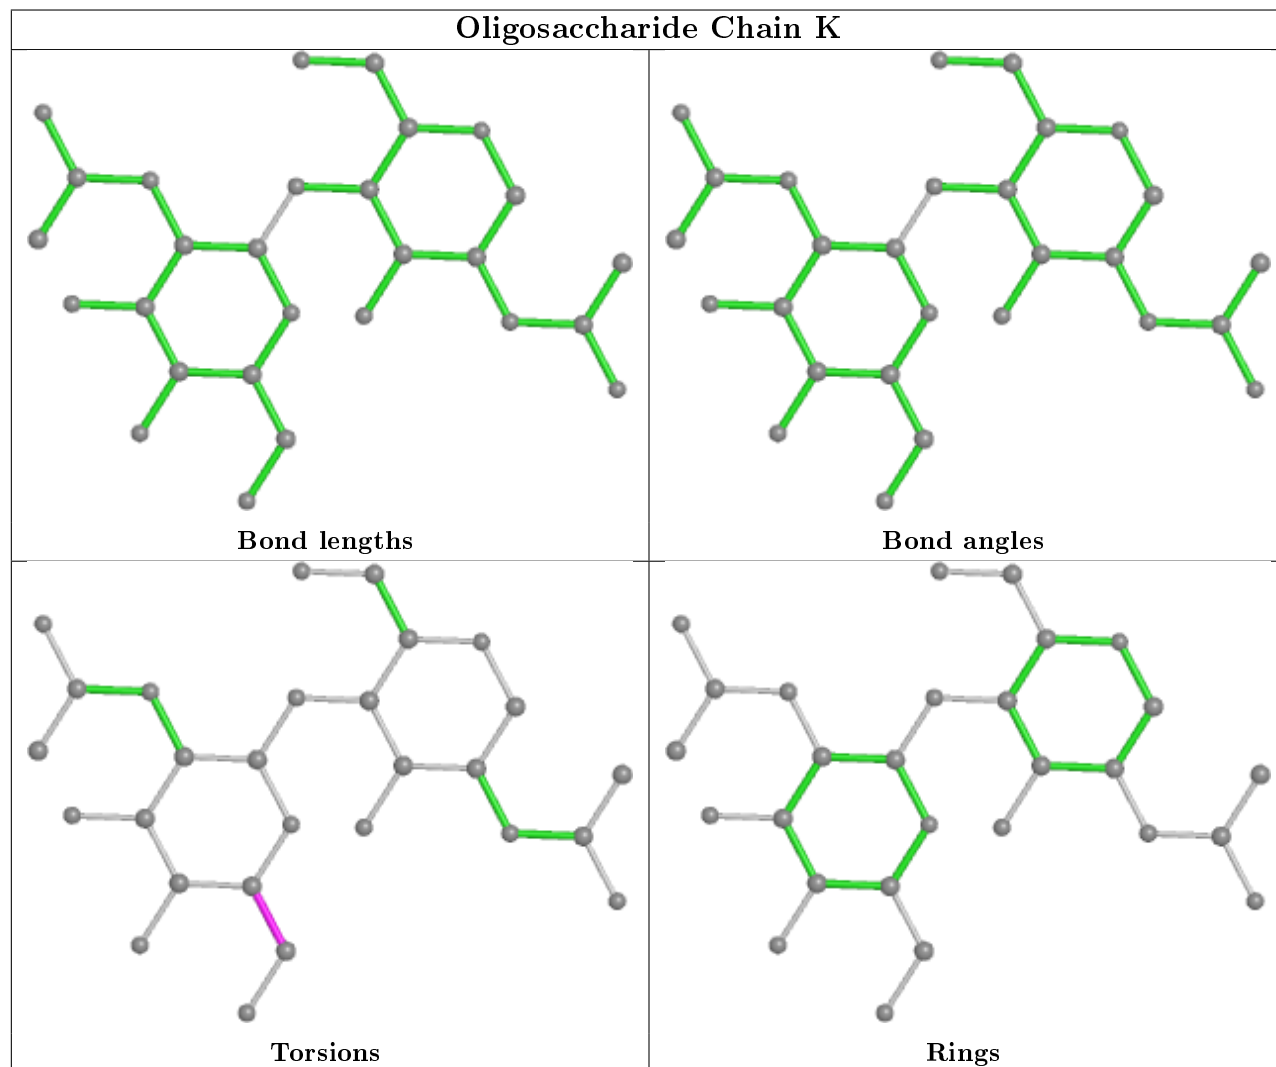 Oligosaccharide Chain K
Bond lengths
Bond angles
Torsions
Rings